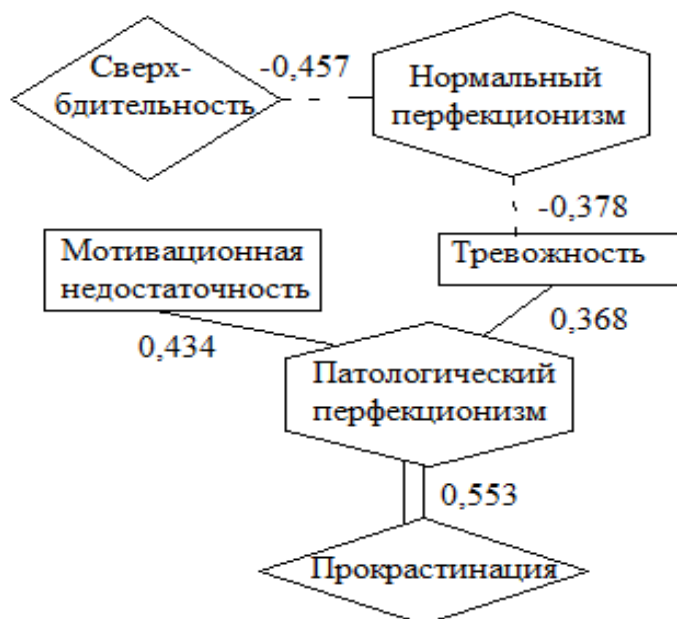 Сверх-
бдительность
-0,457
Нормальный
перфекционизм
-0,378
Мотивационная
недостаточность
Тревожность
0,434
0,368
Патологический
перфекционизм
0,553
Прокрастинация